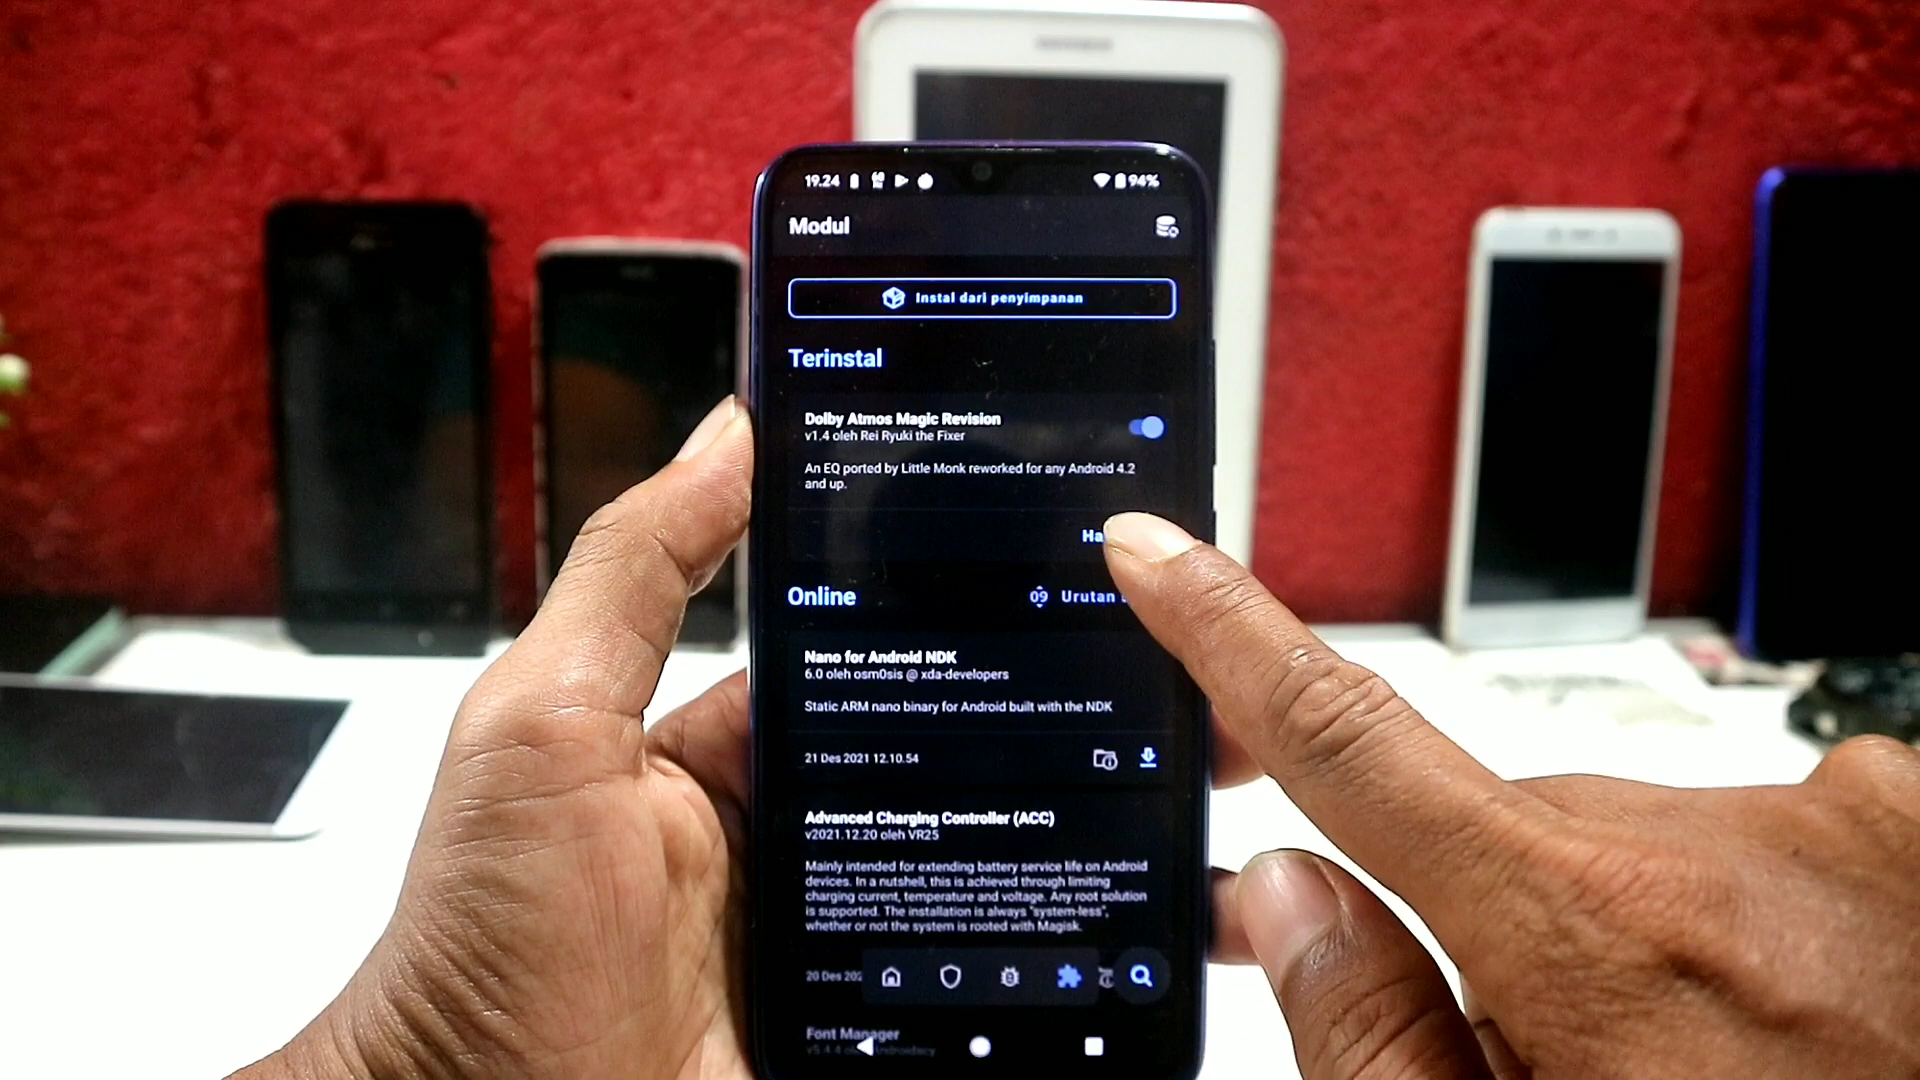 19.24 94%
Modul
Instal dari penyimpanan
Terinstal
Dolby Atmos Magic Revision
v1.4 oleh Rei Ryuki the Fixer
An EQ ported by Little Monk reworked for any Android 4.2
and up.
Ha
Online
Urutan
Nano for Android NDK
6.0 oleh osm0sis @ xda-developers
Static ARM nano binary for Android built with the NDK
21 Des 2021 12.10.54
Advanced Charging Controller (ACC)
v2021.12.20 oleh VR25
Mainly intended for extending battery service life on Android
devices. In a nutshell, this is achieved through limiting
charging current, temperature and voltage. Any root solution
is supported. The installation is always "system-less",
whether or not the system is rooted with Magisk.
20 Des 202
Font Manager